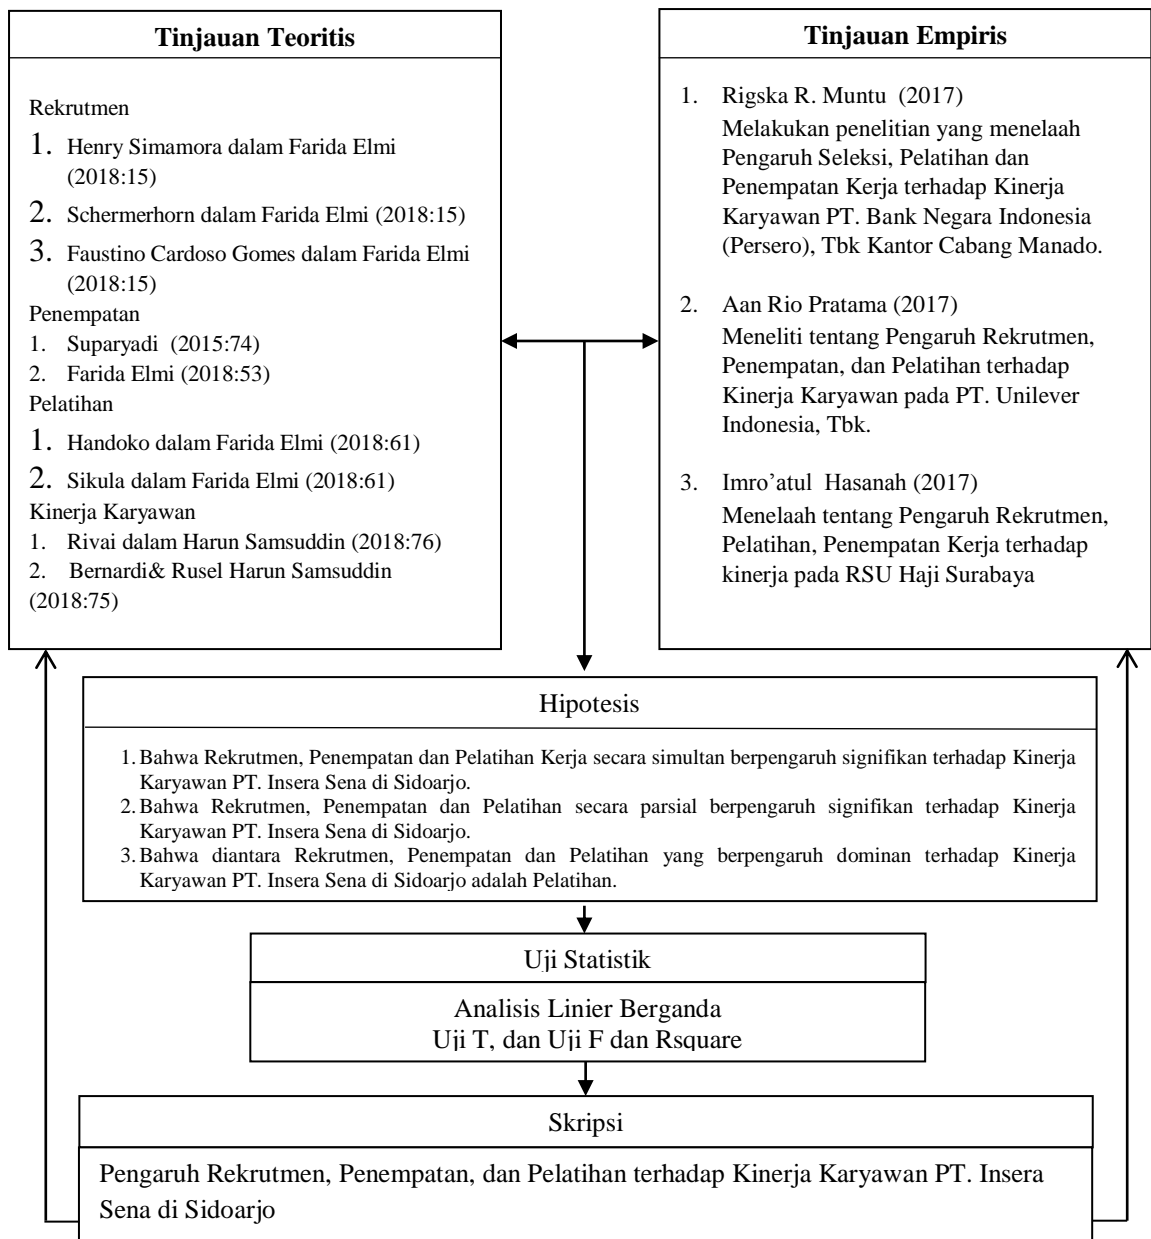 Tinjauan Teoritis
Rekrutmen
1. Henry Simamora dalam Farida Elmi
(2018:15)
2. Schermerhorn dalam Farida Elmi (2018:15)
3. Faustino Cardoso Gomes dalam Farida Elmi
(2018:15)
Penempatan
1. Suparyadi (2015:74)
2. Farida Elmi (2018:53)
Pelatihan
1. Handoko dalam Farida Elmi (2018:61)
2. Sikula dalam Farida Elmi (2018:61)
Kinerja Karyawan
1. Rivai dalam Harun Samsuddin (2018:76)
2. Bernardi& Rusel Harun Samsuddin
(2018:75)
Tinjauan Empiris
1. Rigska R. Muntu (2017)
Melakukan penelitian yang menelaah
Pengaruh Seleksi, Pelatihan dan
Penempatan Kerja terhadap Kinerja
Karyawan PT. Bank Negara Indonesia
(Persero), Tbk Kantor Cabang Manado.
2. Aan Rio Pratama (2017)
Meneliti tentang Pengaruh Rekrutmen,
Penempatan, dan Pelatihan terhadap
Kinerja Karyawan pada PT. Unilever
Indonesia, Tbk.
3. Imro’atul Hasanah (2017)
Menelaah tentang Pengaruh Rekrutmen,
Pelatihan, Penempatan Kerja terhadap
kinerja pada RSU Haji Surabaya
Hipotesis
1. Bahwa Rekrutmen, Penempatan dan Pelatihan Kerja secara simultan berpengaruh signifikan terhadap Kinerja
Karyawan PT. Insera Sena di Sidoarjo.
2. Bahwa Rekrutmen, Penempatan dan Pelatihan secara parsial berpengaruh signifikan terhadap Kinerja
Karyawan PT. Insera Sena di Sidoarjo.
3. Bahwa diantara Rekrutmen, Penempatan dan Pelatihan yang berpengaruh dominan terhadap Kinerja
Karyawan PT. Insera Sena di Sidoarjo adalah Pelatihan.
Uji Statistik
Analisis Linier Berganda
Uji T, dan Uji F dan Rsquare
Skripsi
Pengaruh Rekrutmen, Penempatan, dan Pelatihan terhadap Kinerja Karyawan PT. Insera
Sena di Sidoarjo